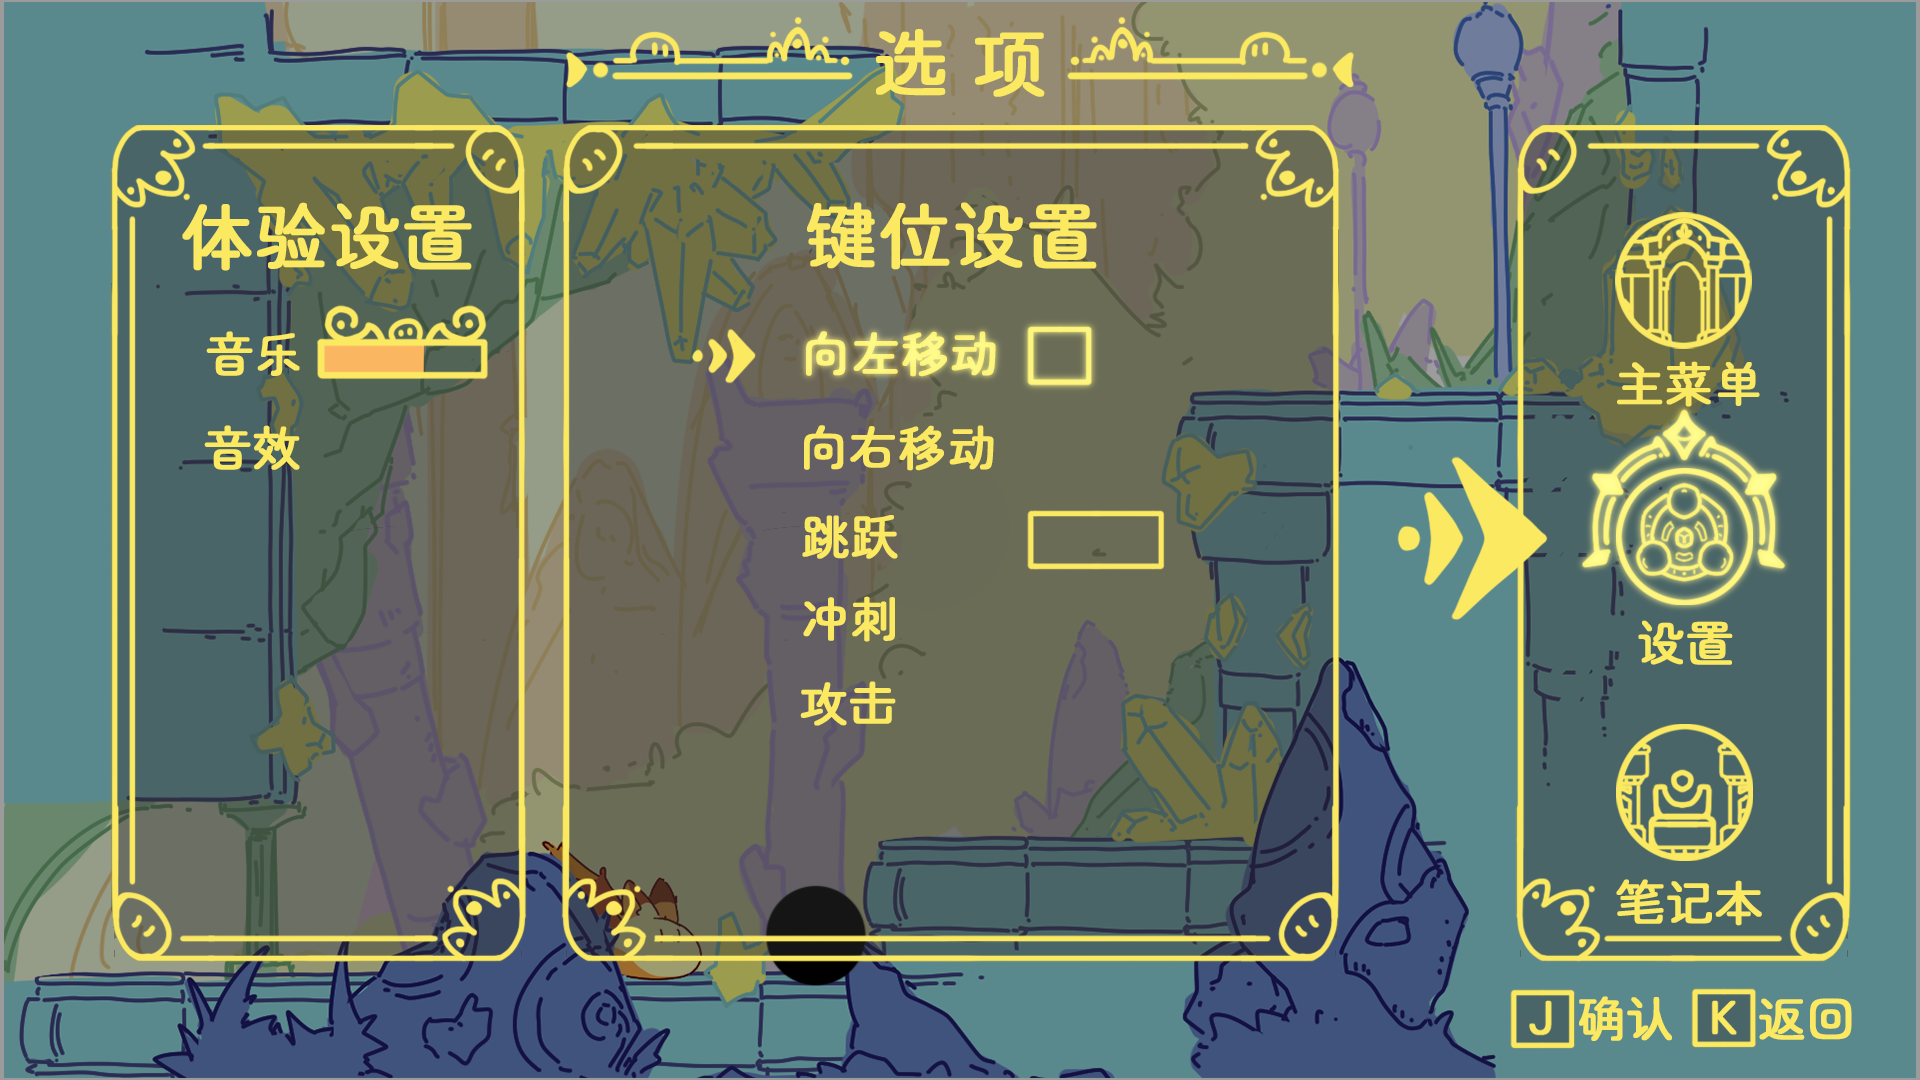 选项
体验设置
音乐
音效
键位设置
向左移动
向右移动
跳跃
冲刺
攻击
主菜单
设置
笔记本
J 确认 K 返回